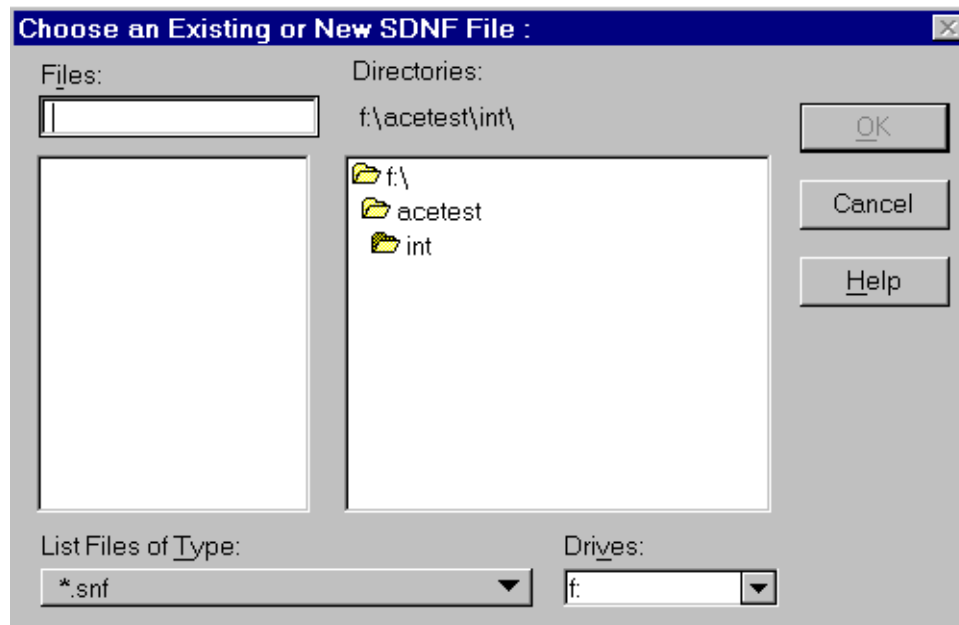 Choose an Existing or New SDNF File :
Files:
Directories:
f:\acetest\int\
OK
f:\
acetest
int
Cancel
Help
List Files of Type:
*.snf
Drives:
f: